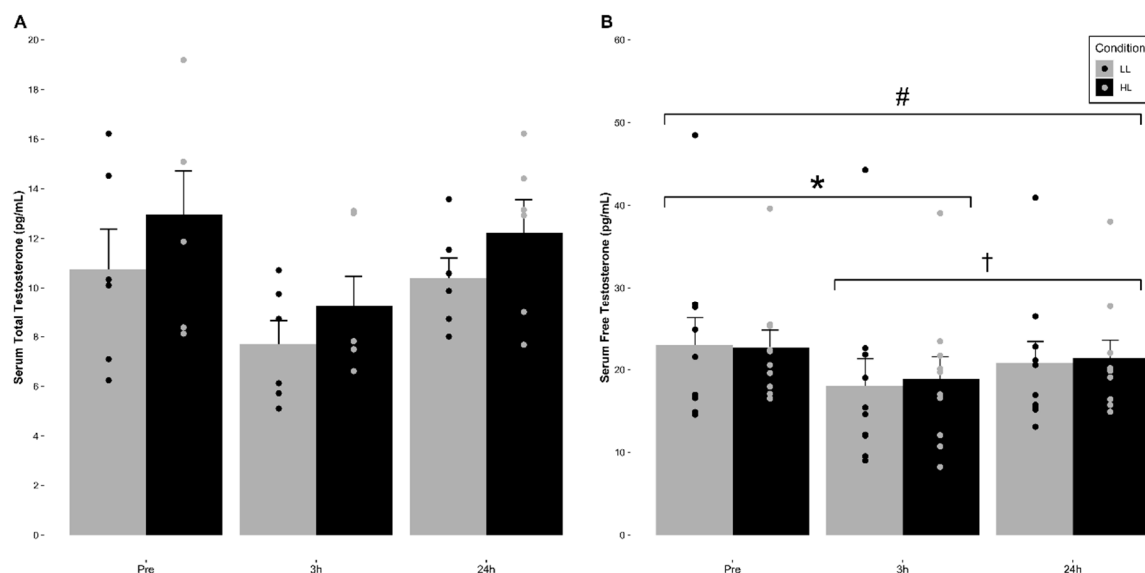 A
Serum Total Testosterone (pg/mL)
20
18
16
14
12
10
8
6
4
2
0
Pre
3h
24h
B
Serum Free Testosterone (pg/mL)
60
50
40
30
20
10
0
Condition
LL
HL
#
*
†
Pre
3h
24h